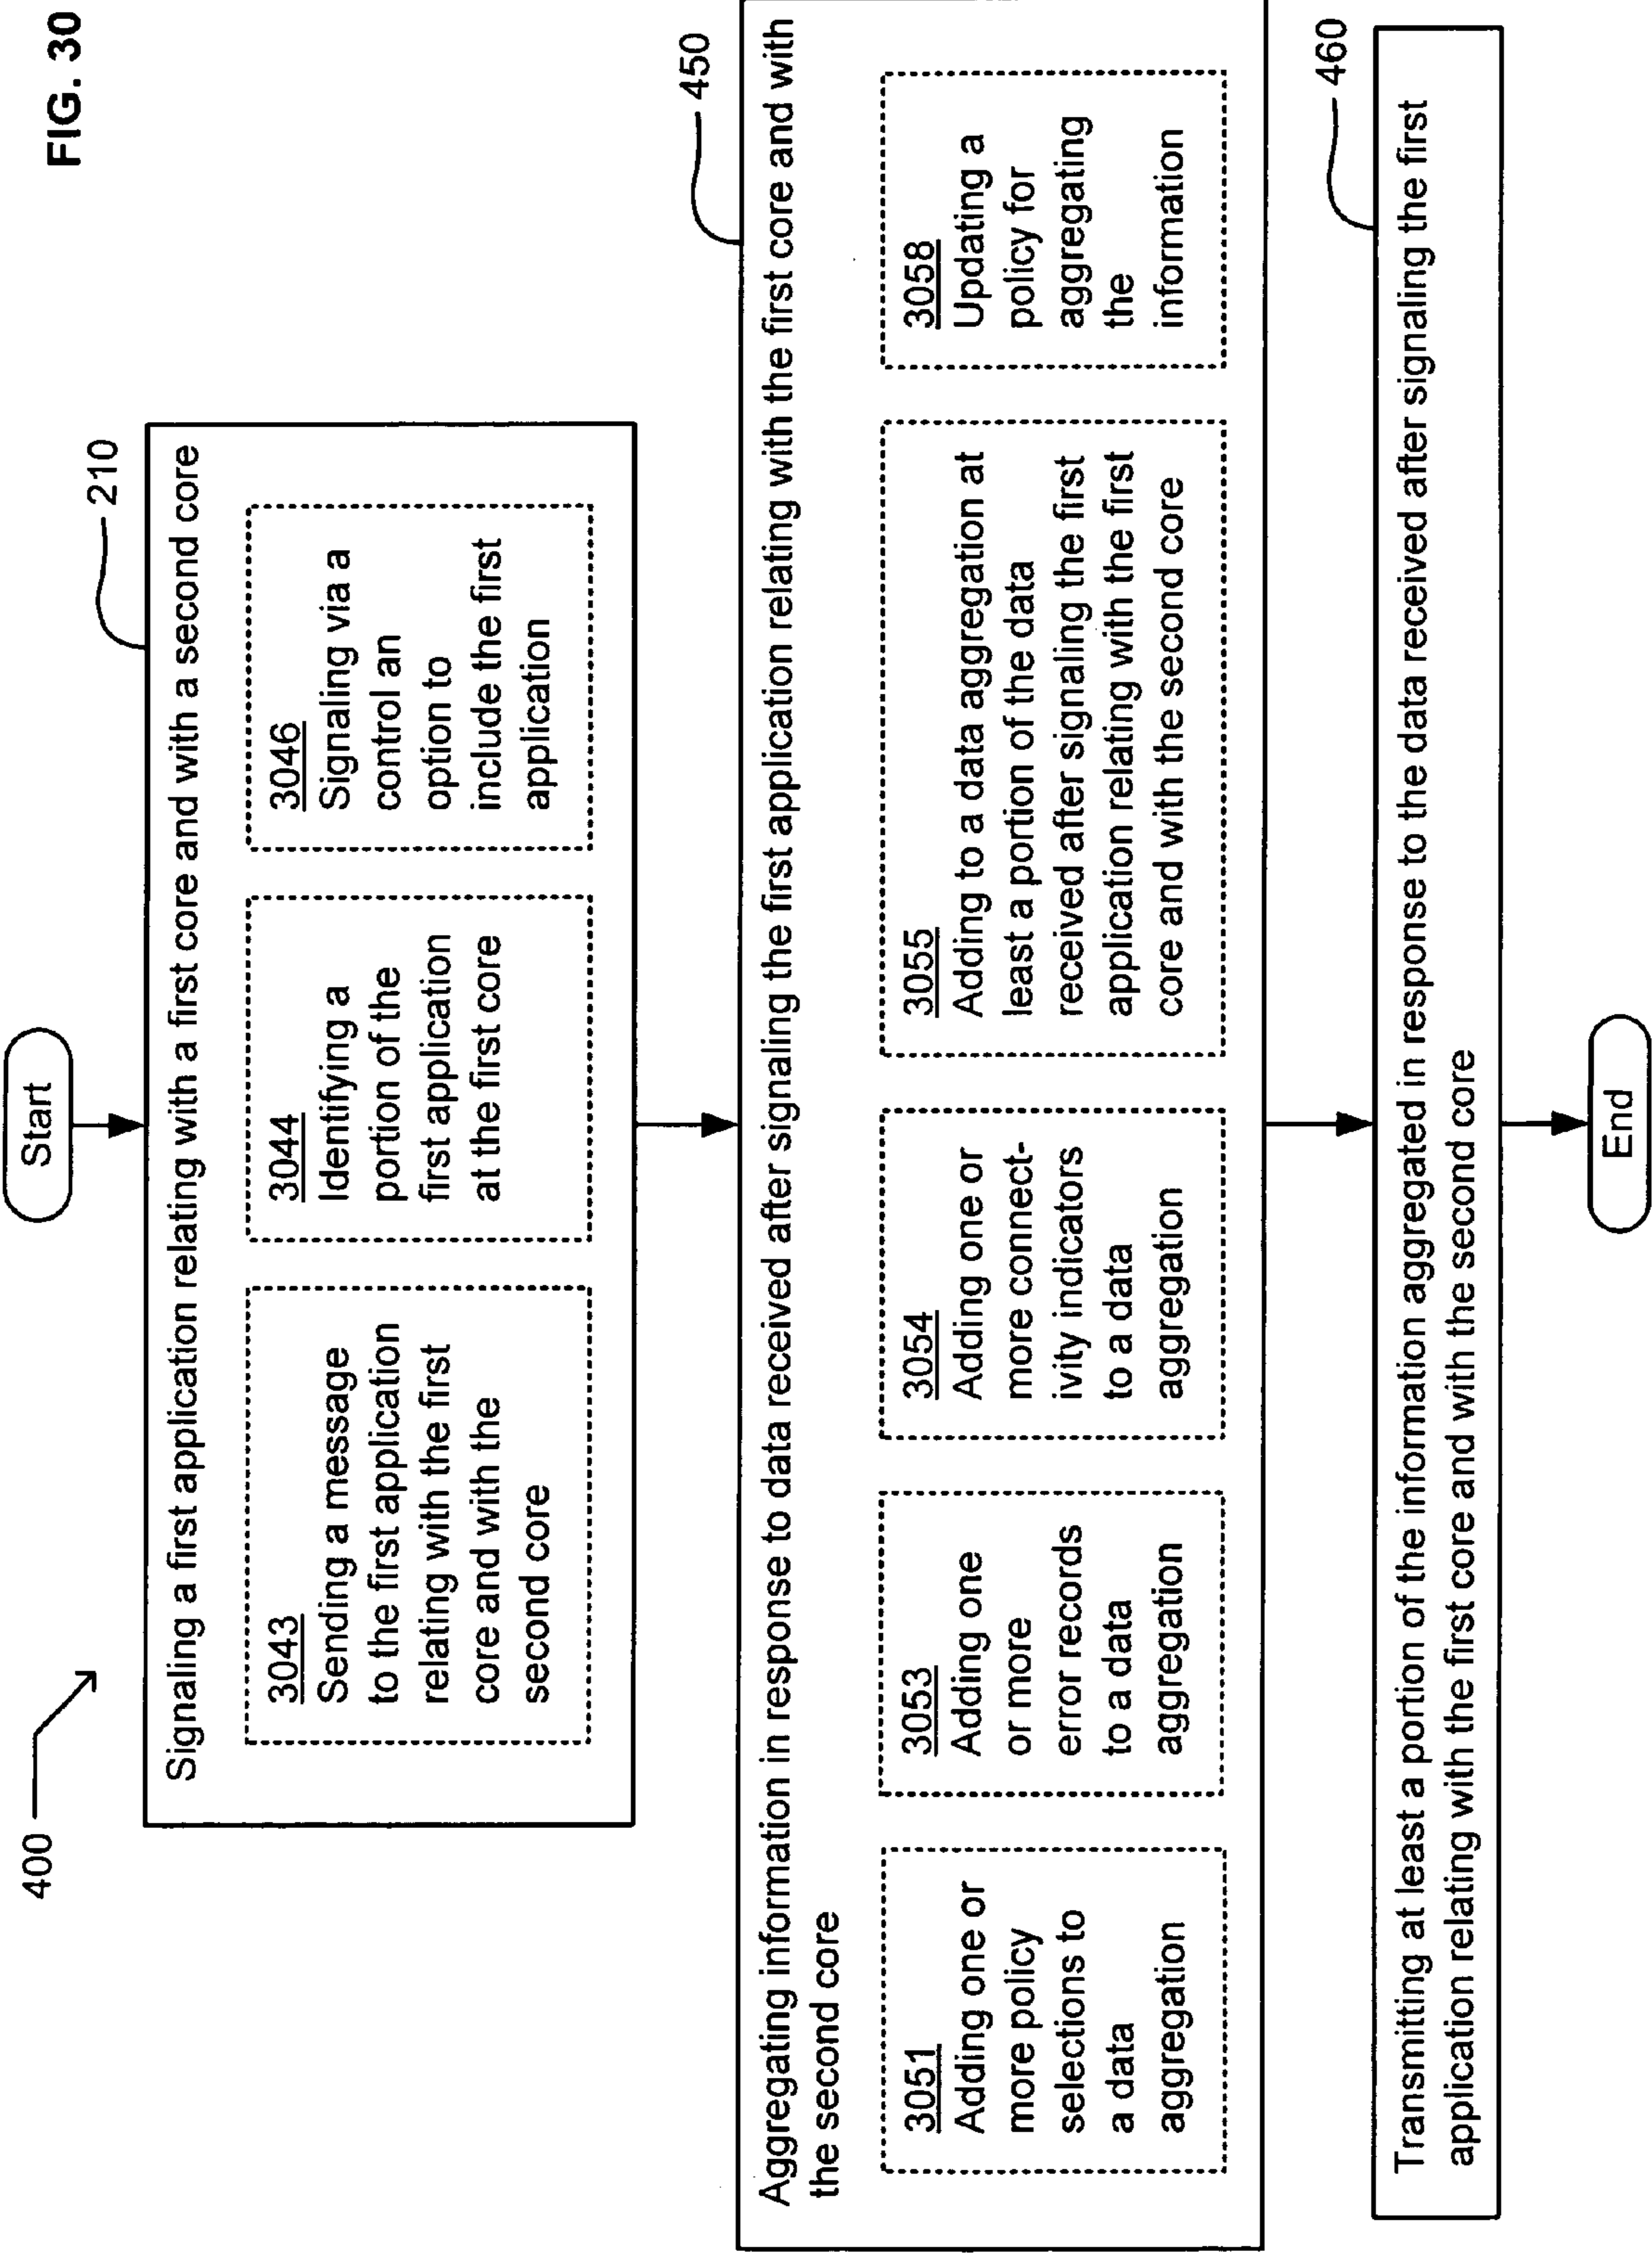 FIG. 30
400
Start
210
Signaling a first application relating with a first core and with a second core
3043
Sending a message
to the first application
relating with the first
core and with the
second core
3044
Identifying a
portion of the
first application
at the first core
3046
Signaling via a
control an
option to
include the first
application
450
Aggregating information in response to data received after signaling the first application relating with the first core and with
the second core
3051
Adding one or
more policy
selections to
a data
aggregation
3053
Adding one
or more
error records
to a data
aggregation
3054
Adding one or
more connect-
ivity indicators
to a data
aggregation
3055
Adding to a data aggregation at
least a portion of the data
received after signaling the first
application relating with the first
core and with the second core
3058
Updating a
policy for
aggregating
the
information
460
Transmitting at least a portion of the information aggregated in response to the data received after signaling the first
application relating with the first core and with the second core
End